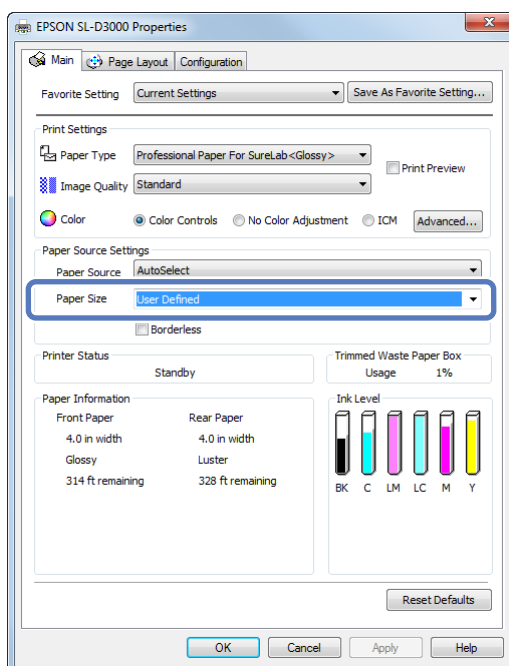 EPSON SL-D3000 Properties
Main Page Layout Configuration
Favorite Setting Current Settings Save As Favorite Setting...
Print Settings
Paper Type Professional Paper For SureLab<Glossy> Print Preview
Image Quality Standard
Color Color Controls No Color Adjustment ICM Advanced...
Paper Source Settings
Paper Source AutoSelect
Paper Size User Defined
Borderless
Printer Status Trimmed Waste Paper Box
Standby Usage 1%
Paper Information Ink Level
Front Paper Rear Paper
4.0 in width 4.0 in width
Glossy Luster
314 ft remaining 328 ft remaining
BK C LM LC M Y
Reset Defaults
OK Cancel Apply Help